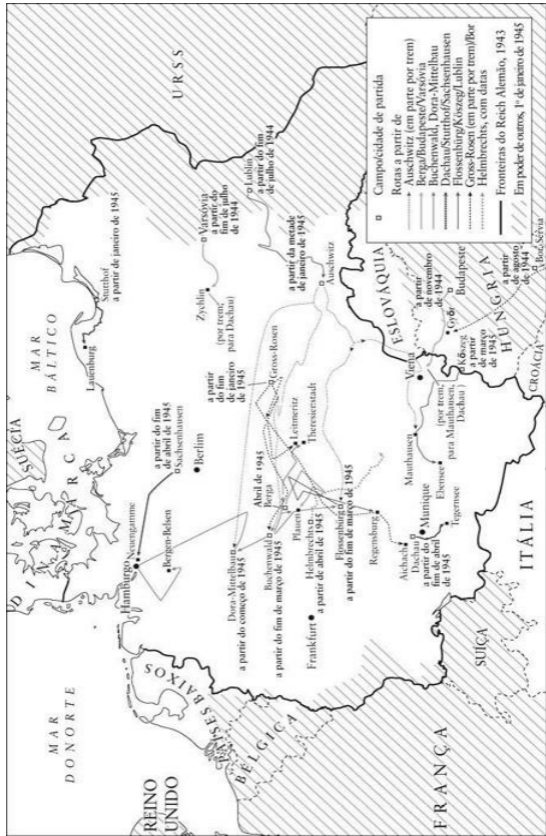 MAR
DO NORTE
REINO
UNIDO
PAÍSES BAIXOS
BÉLGICA
FRANÇA
SUÍÇA
ITÁLIA
DINAMARCA
SUÉCIA
MAR
BÁLTICO
URSS
ESLOVÁQUIA
HUNGRIA
CROÁCIA
Hamburgo
Neuengamme
Bergen-Belsen
a partir do fim
de abril de 1945
Sachsenhausen
Berlim
Lauenburg
Stutthof
a partir de janeiro de 1945
Dora-Mittelbau
a partir do começo de 1945
Buchenwald
a partir do fim de março de 1945
Abril de 1945
Berga
Plauen
Helmbrechts
a partir de abril de 1945
Frankfurt
Flossenbürg
a partir do fim de março de 1945
Regensburg
Leitmeritz
Theresienstadt
a partir
do fim
de janeiro
de 1945
Gross-Rosen
Zychlin
(por trem;
para Dachau)
Varsóvia
a partir do
fim de julho
de 1944
Lublin
a partir do fim
de julho de 1944
a partir da metade
de janeiro de 1945
Auschwitz
Aichach
Dachau
a partir do
fim de abril
de 1945
Munique
Tegernsee
Mauthausen
Ebensee
(por trem;
para Mauthausen,
Dachau)
Viena
a partir
de novembro
de 1944
Budapeste
Győr
Kőszeg
a partir
de março
de 1945
a partir
de agosto
de 1944
Bor, Sérvia
Campo/cidade de partida
Rotas a partir de
Auschwitz (em parte por trem)
Berga/Budapeste/Varsóvia
Buchenwald, Dora-Mittelbau
Dachau/Stutthof/Sachsenhausen
Flossenbürg/Kőszeg/Lublin
Gross-Rosen (em parte por trem)/Bor
Helmbrechts, com datas
Fronteiras do Reich Alemão, 1943
Em poder de outros, 1º de janeiro de 1945